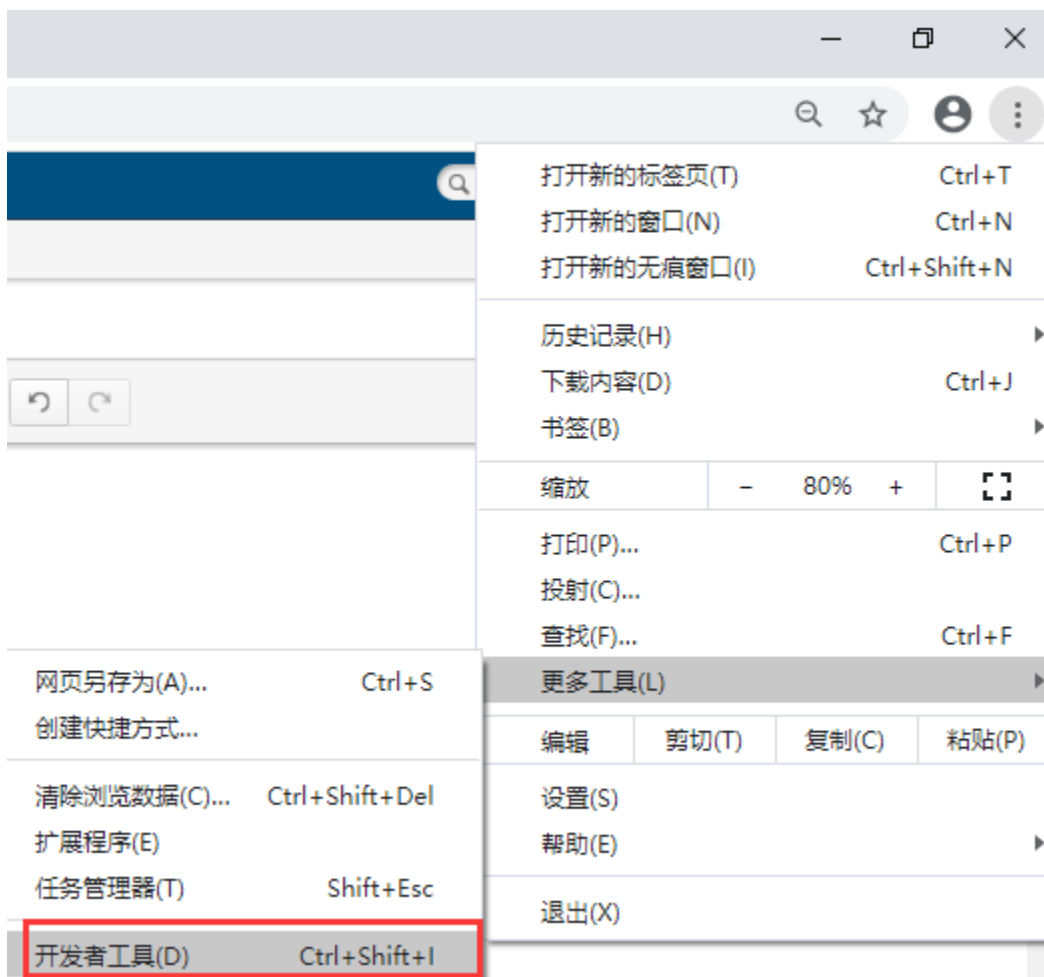 打开新的标签页(T) Ctrl+T
打开新的窗口(N) Ctrl+N
打开新的无痕窗口(I) Ctrl+Shift+N
历史记录(H)
下载内容(D) Ctrl+J
书签(B)
缩放 − 80% +
打印(P)... Ctrl+P
投射(C)...
查找(F)... Ctrl+F
更多工具(L)
编辑 剪切(T) 复制(C) 粘贴(P)
设置(S)
帮助(E)
退出(X)
网页另存为(A)... Ctrl+S
创建快捷方式...
清除浏览数据(C)... Ctrl+Shift+Del
扩展程序(E)
任务管理器(T) Shift+Esc
开发者工具(D) Ctrl+Shift+I